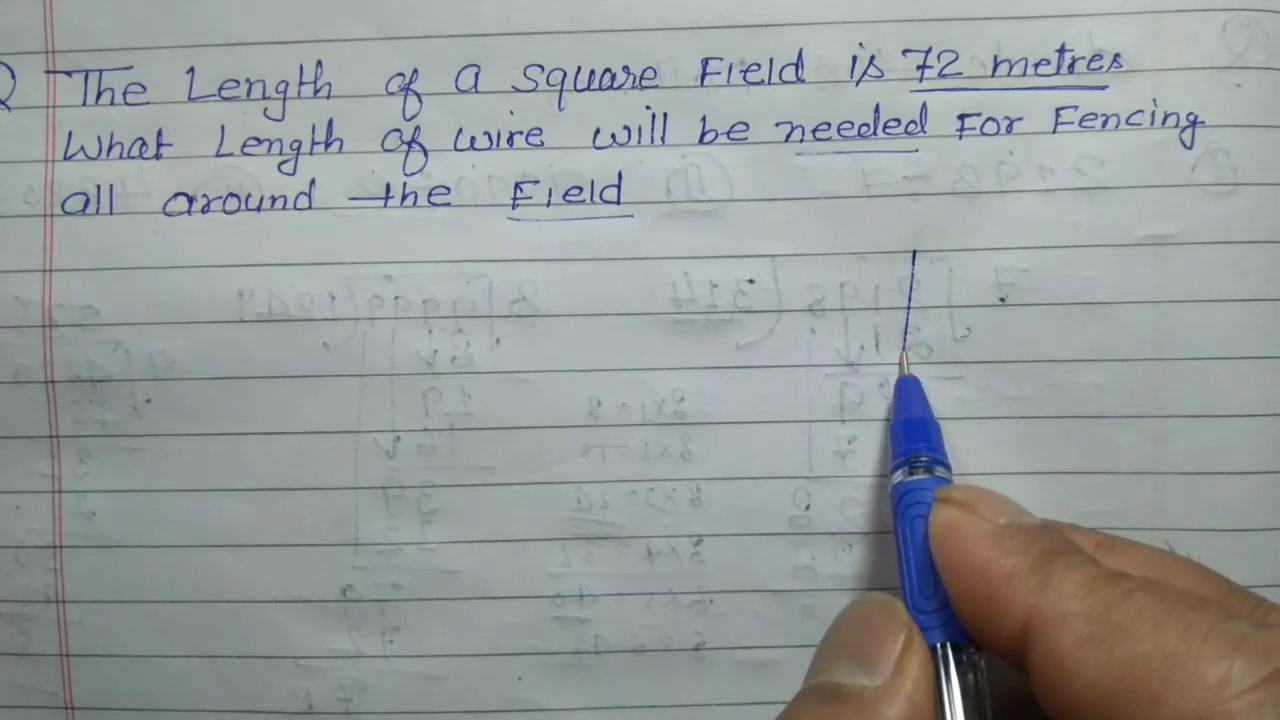 Q The Length of a square Field is 72 metres
What Length of wire will be needed For Fencing
all around the Field